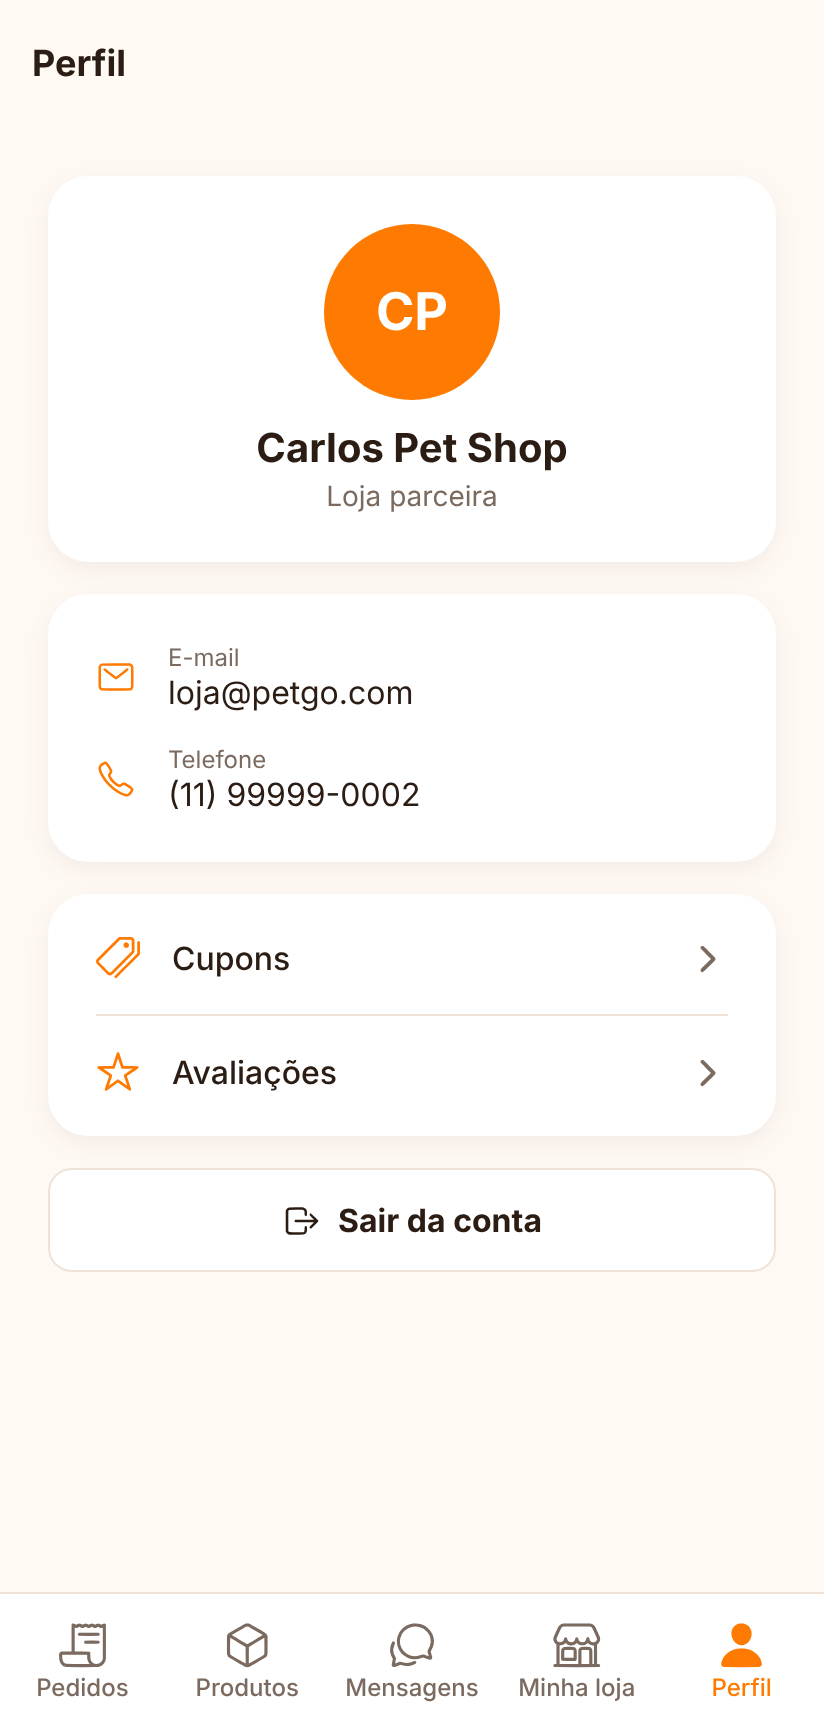 Perfil
CP
Carlos Pet Shop
Loja parceira
E-mail
loja@petgo.com
Telefone
(11) 99999-0002
Cupons
Avaliações
Sair da conta
Pedidos
Produtos
Mensagens
Minha loja
Perfil